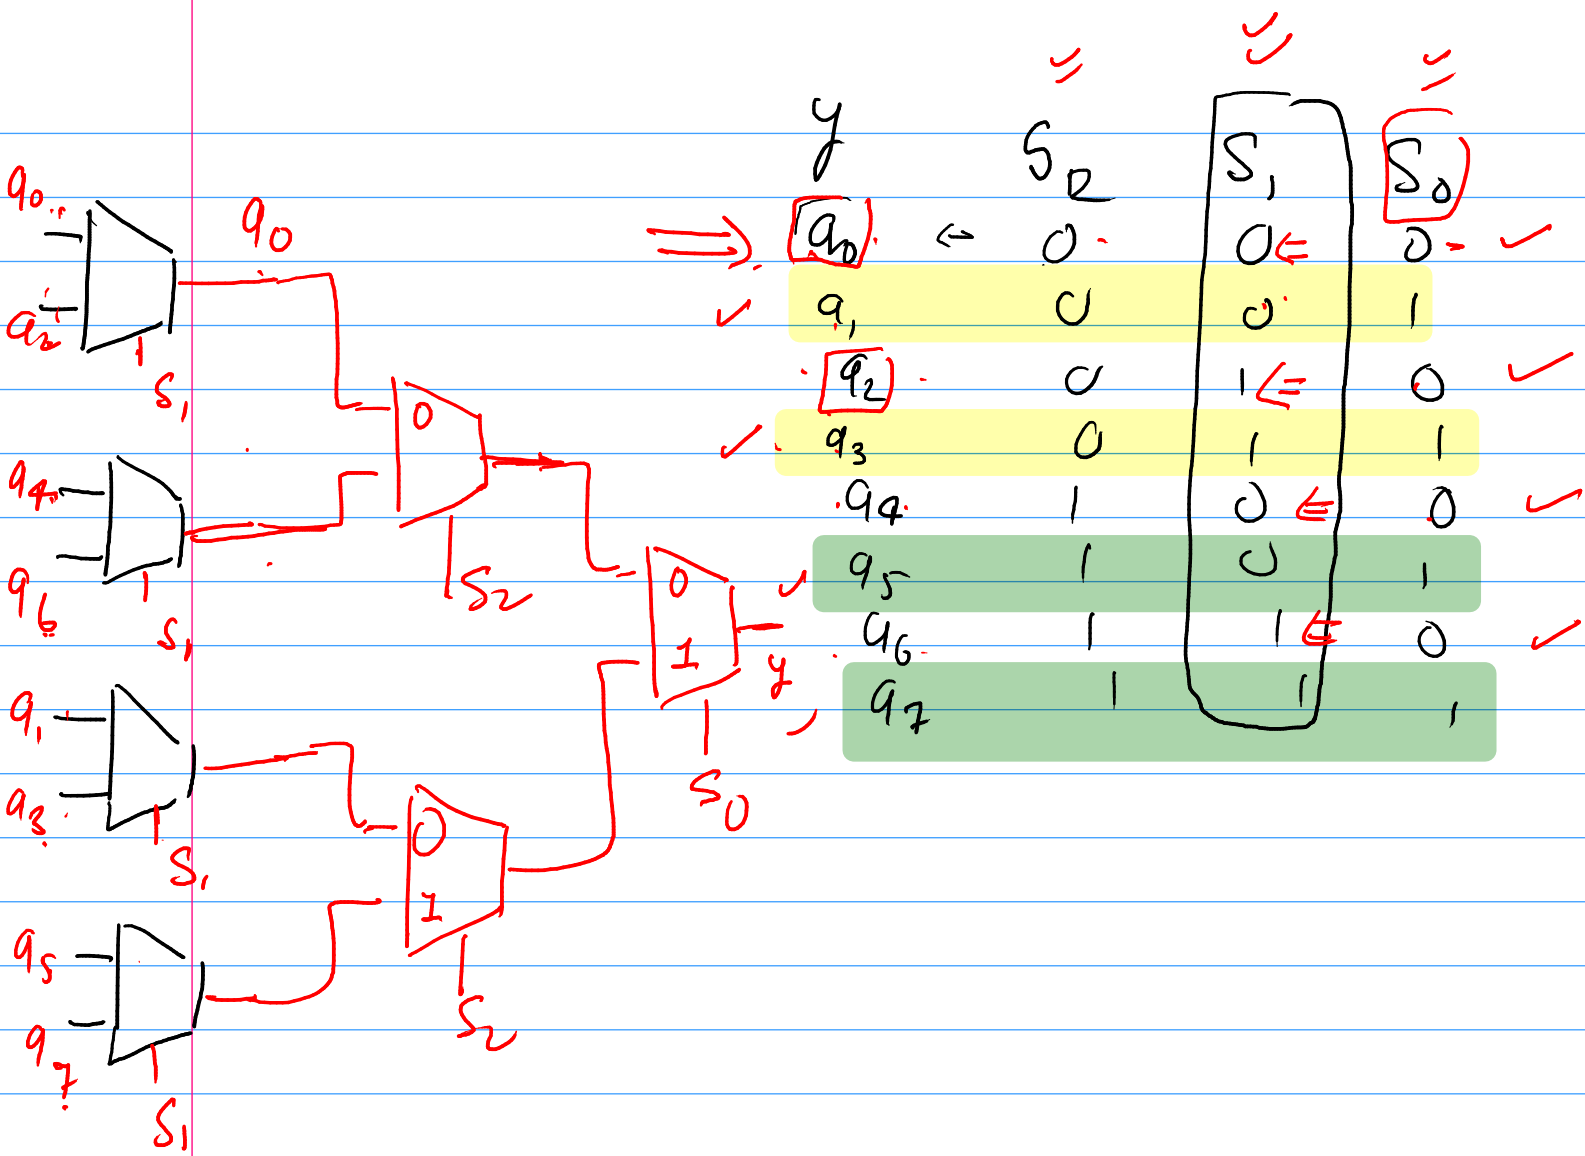 y S2 S1 S0
a0 ↔ 0 0 ⇐ 0 ✓
✓ a1 0 0 1
a2 0 1 ⇐ 0 ✓
✓ a3 0 1 1
a4 1 0 ⇐ 0 ✓
✓ a5 1 0 1
a6 1 1 ⇐ 0 ✓
a7 1 1 1
a0
a0
a2
S1
0
a4
a6
S1
S2
0
1
y
S0
a1
a3
S1
0
1
a5
a7
S1
S2